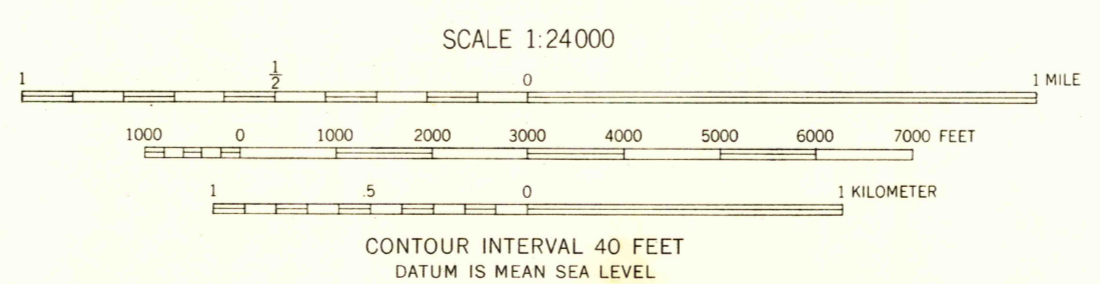 SCALE 1:24000
1 1/2 0 1 MILE
1000 0 1000 2000 3000 4000 5000 6000 7000 FEET
1 .5 0 1 KILOMETER
CONTOUR INTERVAL 40 FEET
DATUM IS MEAN SEA LEVEL